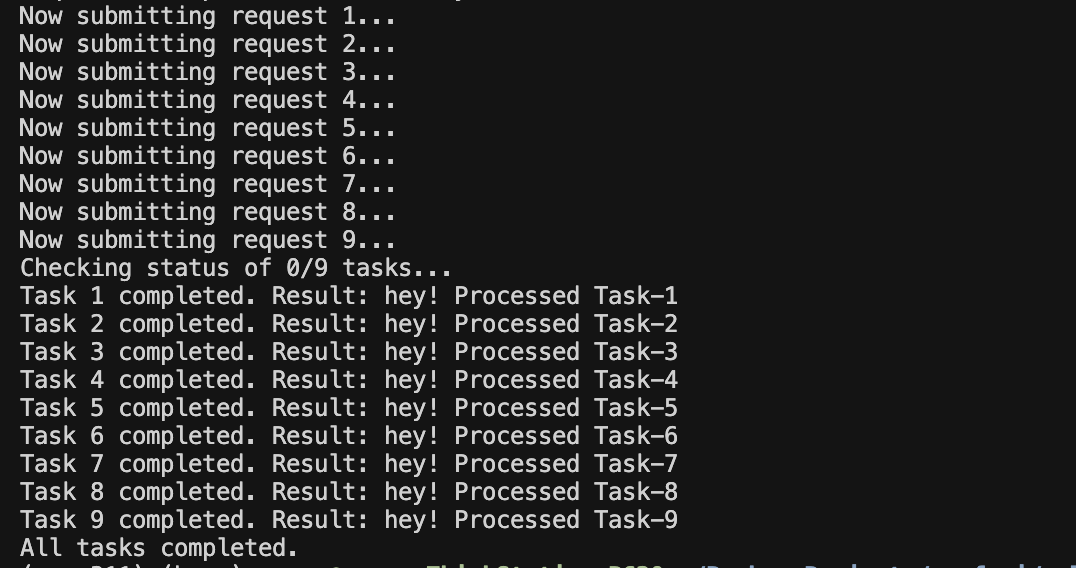 Now submitting request 1...
Now submitting request 2...
Now submitting request 3...
Now submitting request 4...
Now submitting request 5...
Now submitting request 6...
Now submitting request 7...
Now submitting request 8...
Now submitting request 9...
Checking status of 0/9 tasks...
Task 1 completed. Result: hey! Processed Task-1
Task 2 completed. Result: hey! Processed Task-2
Task 3 completed. Result: hey! Processed Task-3
Task 4 completed. Result: hey! Processed Task-4
Task 5 completed. Result: hey! Processed Task-5
Task 6 completed. Result: hey! Processed Task-6
Task 7 completed. Result: hey! Processed Task-7
Task 8 completed. Result: hey! Processed Task-8
Task 9 completed. Result: hey! Processed Task-9
All tasks completed.